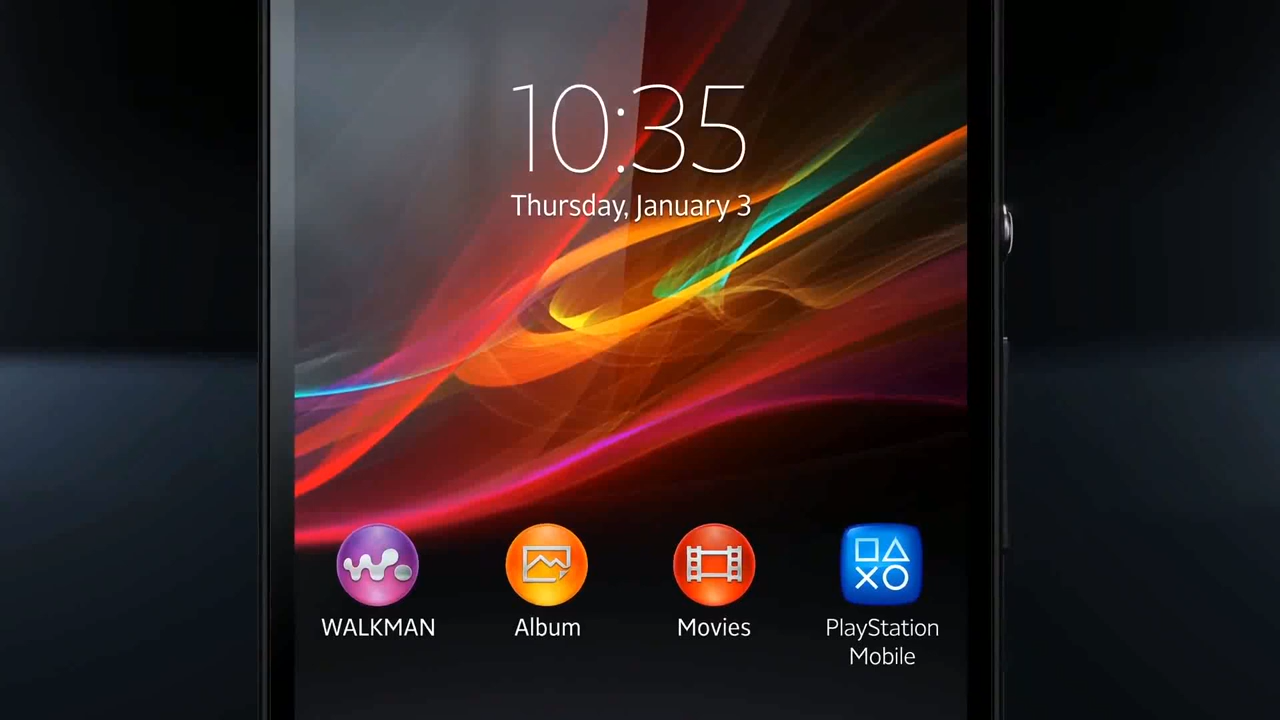 10:35
Thursday, January 3
WALKMAN
Album
Movies
PlayStation
Mobile